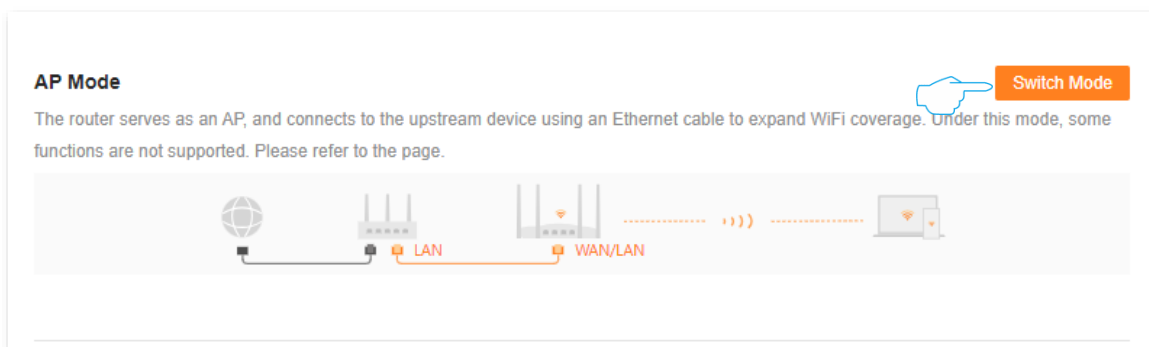 AP Mode
Switch Mode
The router serves as an AP, and connects to the upstream device using an Ethernet cable to expand WiFi coverage. Under this mode, some
functions are not supported. Please refer to the page.
LAN
WAN/LAN